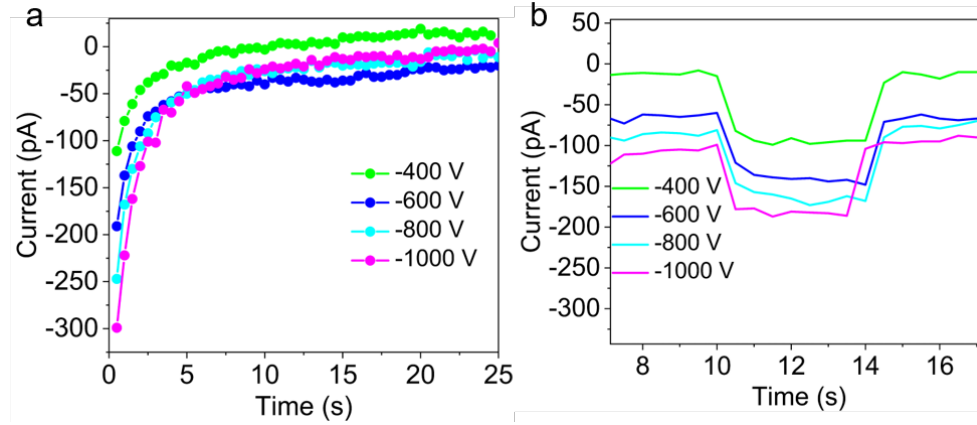 a
Current (pA)
0
-50
-100
-150
-200
-250
-300
-400 V
-600 V
-800 V
-1000 V
0 5 10 15 20 25
Time (s)
b
Current (pA)
50
0
-50
-100
-150
-200
-250
-300
-400 V
-600 V
-800 V
-1000 V
8 10 12 14 16
Time (s)